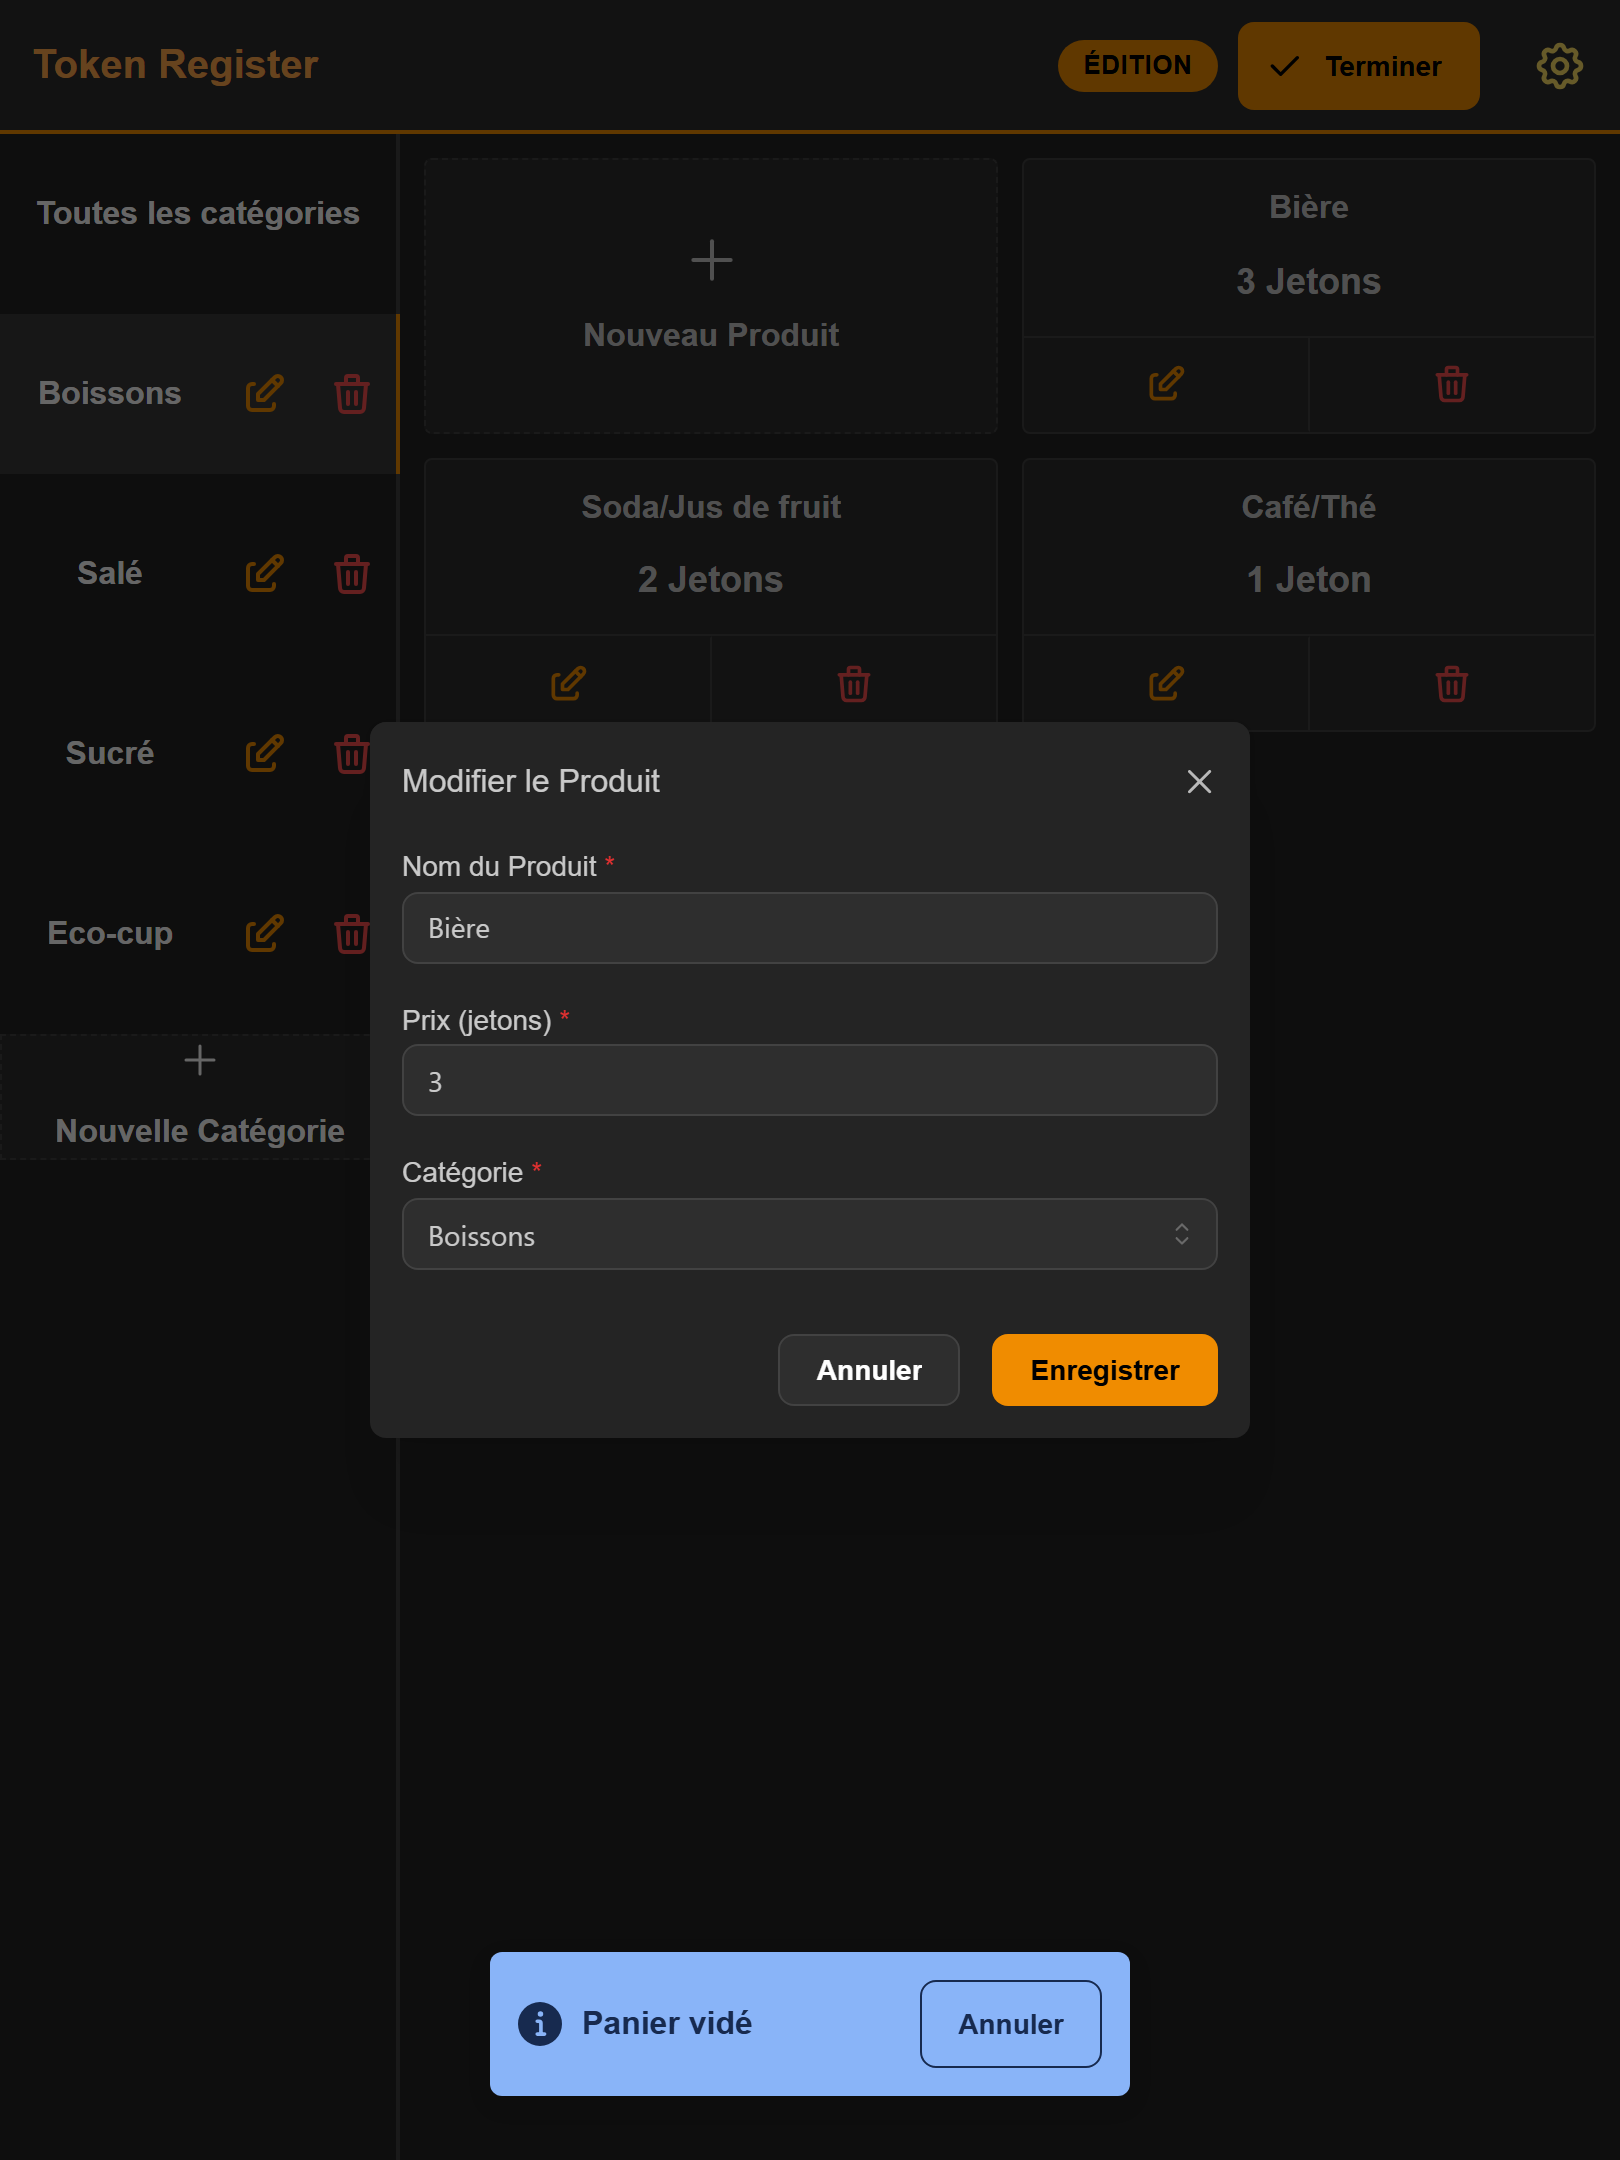 Token Register
ÉDITION
Terminer
Toutes les catégories
Boissons
Salé
Sucré
Eco-cup
Nouvelle Catégorie
Nouveau Produit
Bière
3 Jetons
Soda/Jus de fruit
2 Jetons
Café/Thé
1 Jeton
Modifier le Produit
Nom du Produit *
Bière
Prix (jetons) *
3
Catégorie *
Boissons
Annuler
Enregistrer
Panier vidé
Annuler